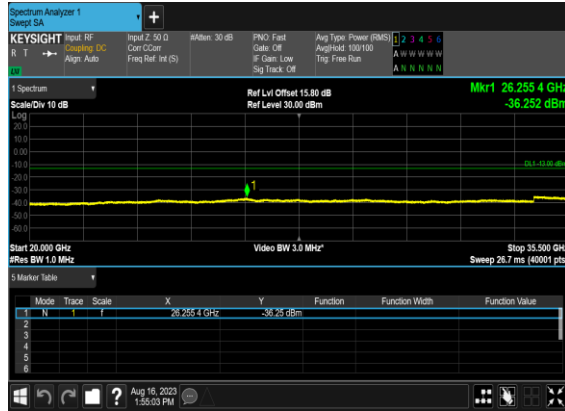 Spectrum Analyzer 1
Swept SA
+
KEYSIGHT Input: RF Input Z: 50 Ω #Atten: 30 dB PNO: Fast Avg Type: Power (RMS) 1 2 3 4 5 6
R T Coupling: DC Corr CCorr Gate: Off Avg|Hold: 100/100 A W W W W W
Align: Auto Freq Ref: Int (S) IF Gain: Low Trig: Free Run
Sig Track: Off A N N N N N
1 Spectrum Ref Lvl Offset 15.80 dB Mkr1 26.255 4 GHz
Scale/Div 10 dB Ref Level 30.00 dBm -36.252 dBm
Log
20.0
10.0
0.00
-10.0 DL1 -13.00 dBm
-20.0
1
-30.0
-40.0
-50.0
-60.0
Start 20.000 GHz Video BW 3.0 MHz* Stop 35.500 GHz
#Res BW 1.0 MHz Sweep 26.7 ms (40001 pts)
5 Marker Table
Mode Trace Scale X Y Function Function Width Function Value
1 N 1 f 26.255 4 GHz -36.25 dBm
2
3
4
5
6
? Aug 16, 2023
1:55:03 PM